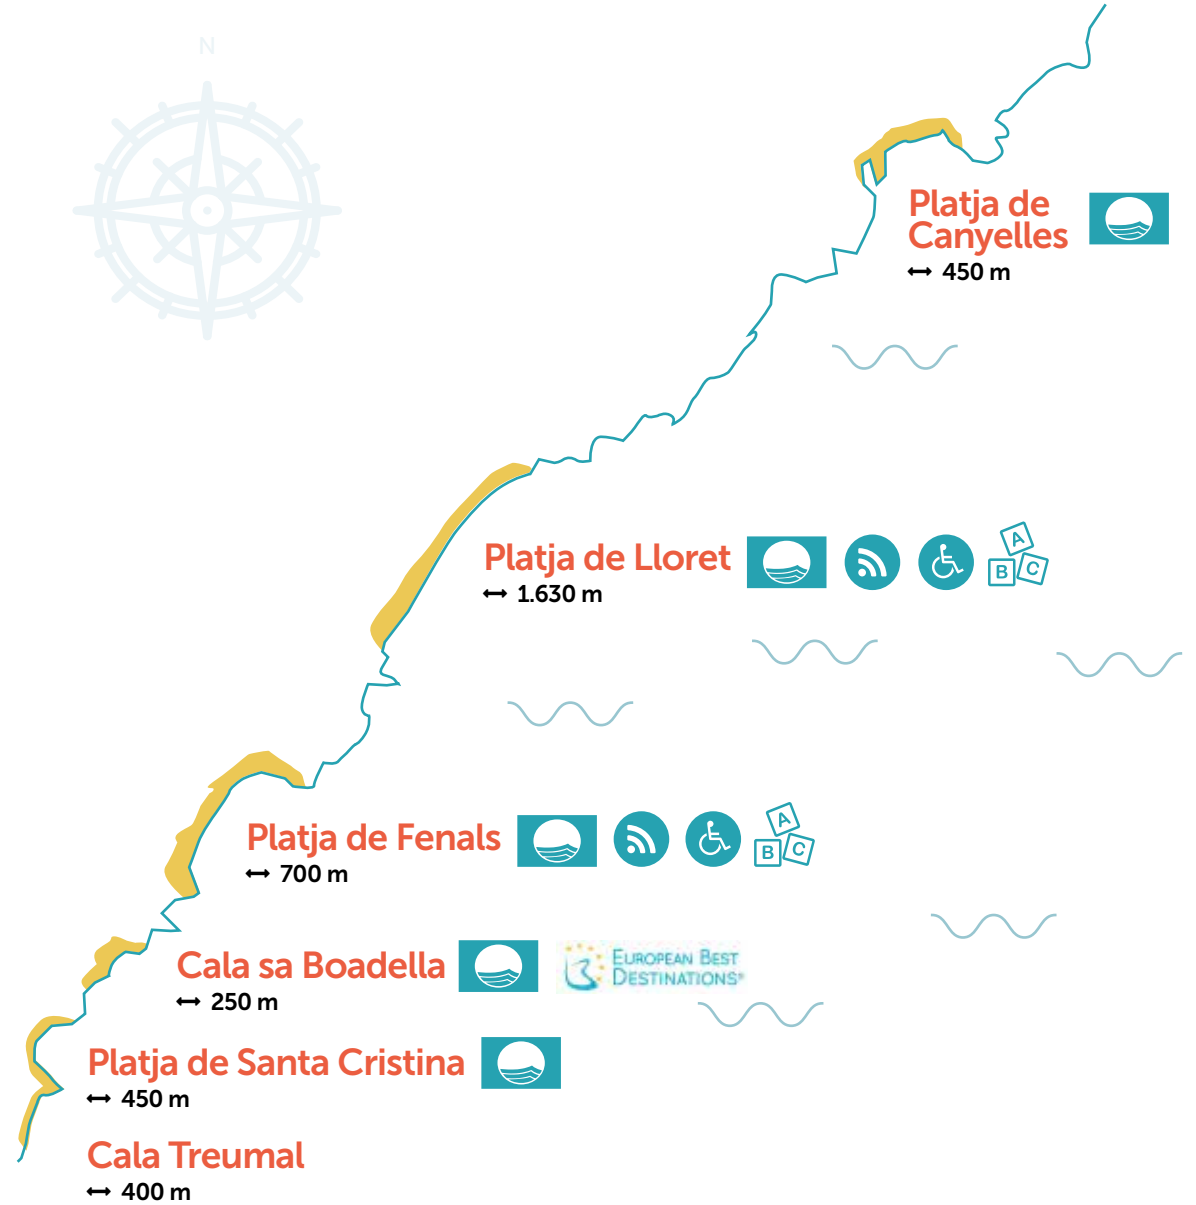 N
Platja de
Canyelles
450 m
Platja de Lloret
A
B C
1.630 m
Platja de Fenals
A
B C
700 m
Cala sa Boadella
EUROPEAN BEST
DESTINATIONS®
250 m
Platja de Santa Cristina
450 m
Cala Treumal
400 m